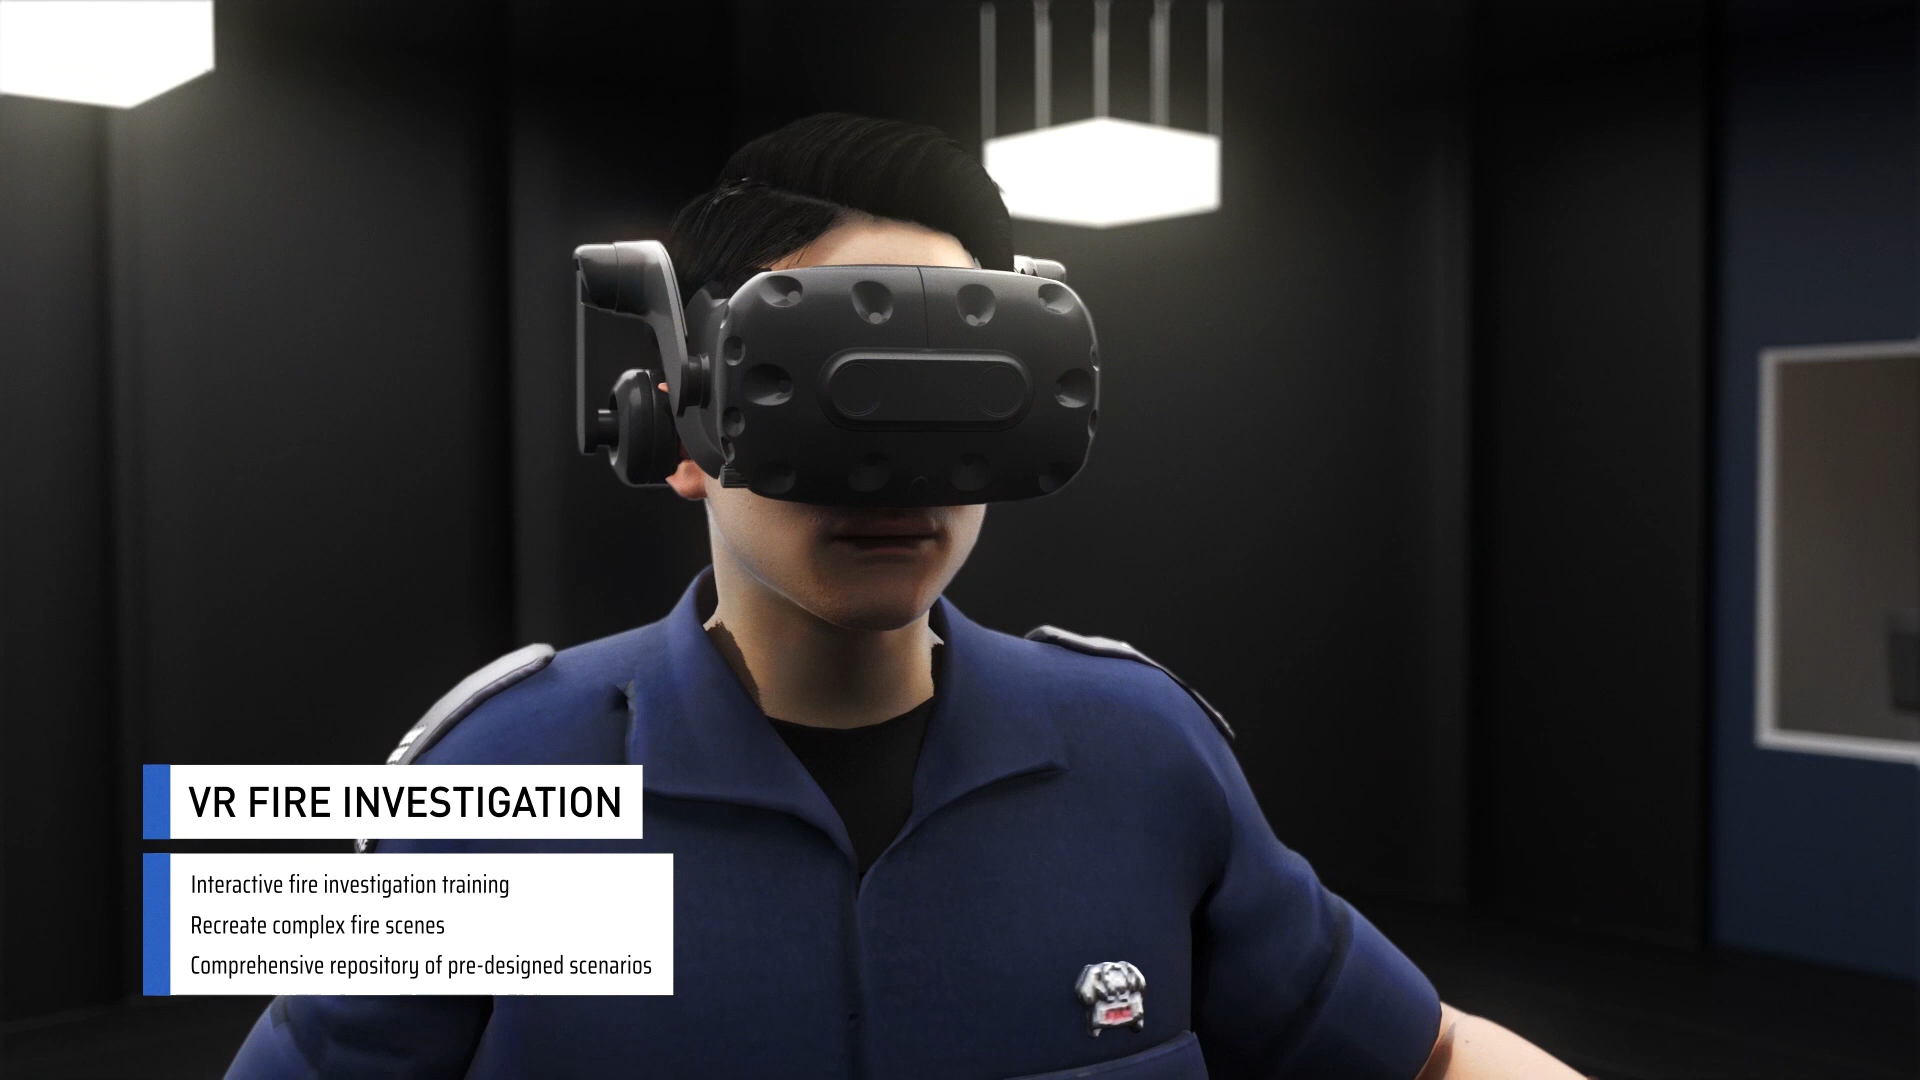 VR FIRE INVESTIGATION
Interactive fire investigation training
Recreate complex fire scenes
Comprehensive repository of pre-designed scenarios